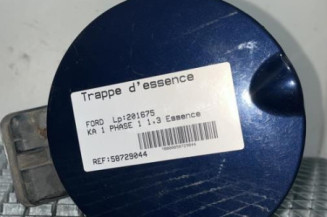 Trappe d'essence
FORD Lp:201675
KA 1 PHASE 1 1.3 Essence
REF:58729044